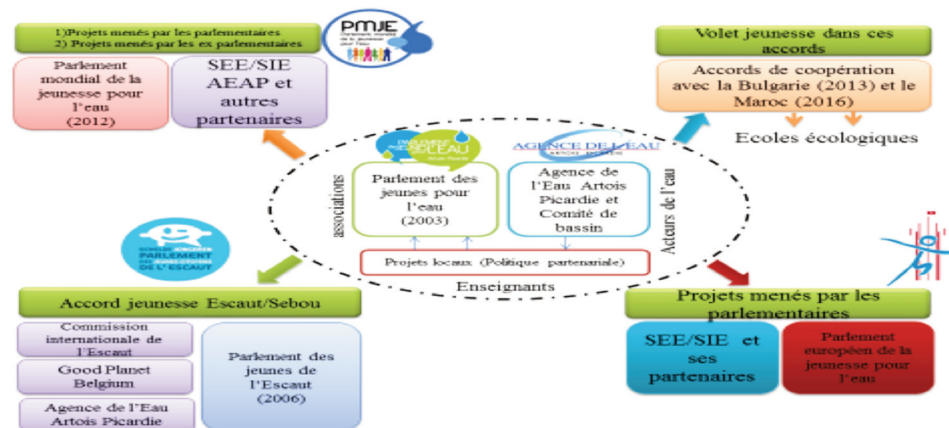 1)Projets menés par les parlementaires
2) Projets menés par les ex parlementaires
Parlement
mondial de la
jeunesse pour
l'eau
(2012)
SEE/SIE
AEAP et
autres
partenaires
PMJE
Volet jeunesse dans ces
accords
Accords de coopération
avec la Bulgarie (2013) et le
Maroc (2016)
Ecoles écologiques
associations
Parlement des
jeunes pour
l'eau
(2003)
AGENCE DE L'EAU
Agence de
l'Eau Artois
Picardie et
Comité de
bassin
Acteurs de l'eau
Projets locaux (Politique partenariale)
Enseignants
PARLEMENT
DE L'ESCAUT
Accord jeunesse Escaut/Sebou
Commission
internationale de
l'Escaut
Good Planet
Belgium
Agence de l'Eau
Artois Picardie
Parlement des
jeunes de
l'Escaut
(2006)
Projets menés par les
parlementaires
SEE/SIE et
ses
partenaires
Parlement
européen de la
jeunesse pour
l'eau